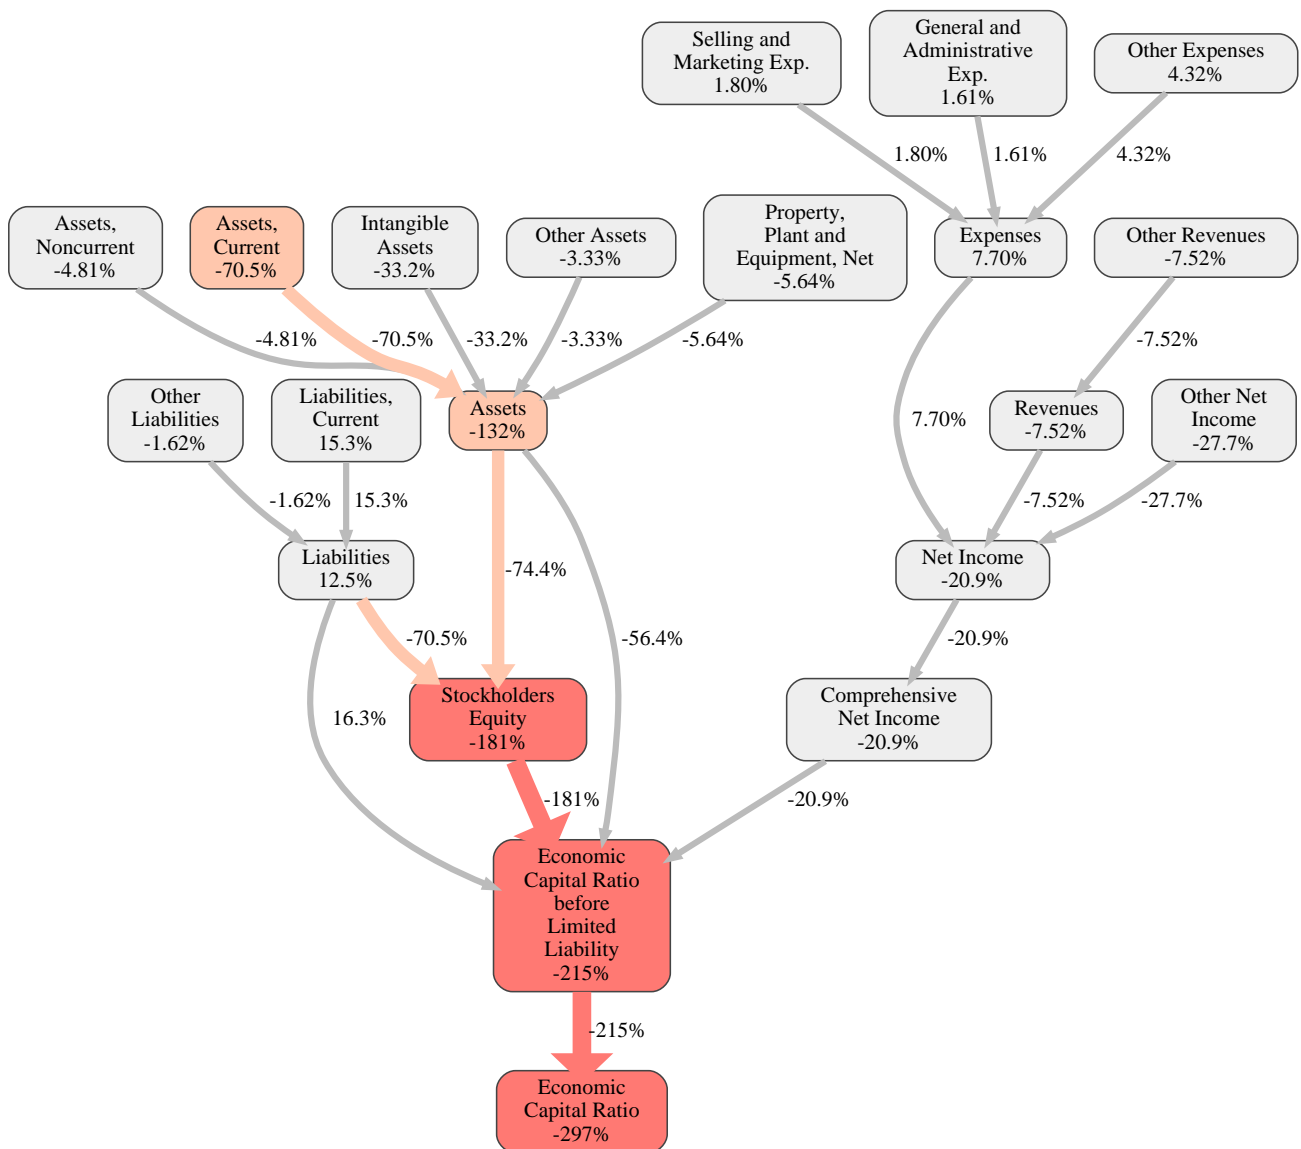 Selling and
Marketing Exp.
1.80%
General and
Administrative
Exp.
1.61%
Other Expenses
4.32%
1.80%
1.61%
4.32%
Assets,
Noncurrent
-4.81%
Assets,
Current
-70.5%
Intangible
Assets
-33.2%
Other Assets
-3.33%
Property,
Plant and
Equipment, Net
-5.64%
Expenses
7.70%
Other Revenues
-7.52%
-4.81%
-70.5%
-33.2%
-3.33%
-5.64%
-7.52%
Other
Liabilities
-1.62%
Liabilities,
Current
15.3%
Assets
-132%
7.70%
Revenues
-7.52%
Other Net
Income
-27.7%
-1.62%
15.3%
-7.52%
-27.7%
Liabilities
12.5%
-74.4%
Net Income
-20.9%
-70.5%
-56.4%
-20.9%
16.3%
Stockholders
Equity
-181%
Comprehensive
Net Income
-20.9%
-181%
-20.9%
Economic
Capital Ratio
before
Limited
Liability
-215%
-215%
Economic
Capital Ratio
-297%